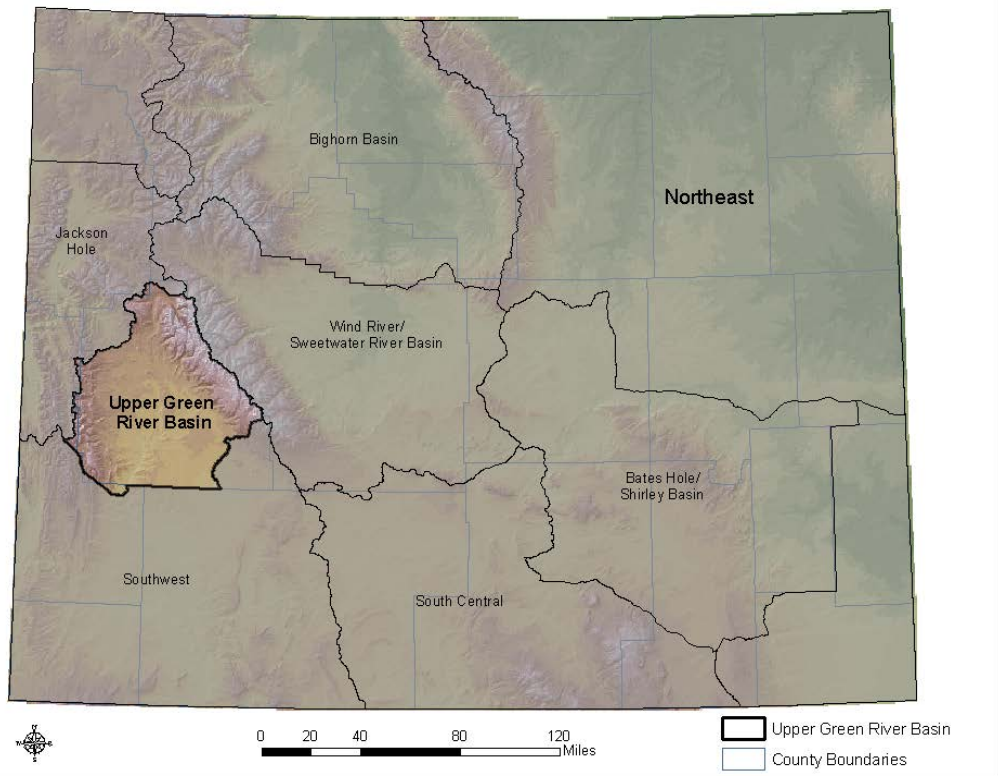 Bighorn Basin
Northeast
Jackson
Hole
Wind River/
Sweetwater River Basin
Upper Green
River Basin
Bates Hole/
Shirley Basin
Southwest
South Central
N
W
E
S
0 20 40 80 120
Miles
Upper Green River Basin
County Boundaries